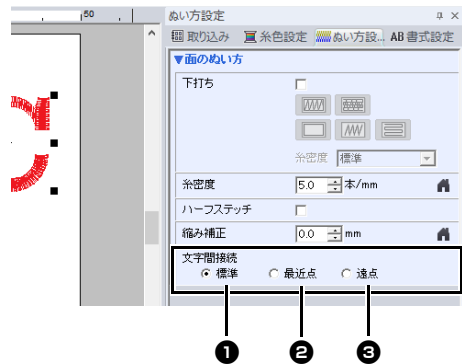 50
ぬい方設定
取り込み 糸色設定 ぬい方設... AB 書式設定
▼面のぬい方
下打ち
糸密度 標準
糸密度 5.0 本/mm
ハーフステッチ
縮み補正 0.0 mm
文字間接続
標準 最近点 遠点
❶ ❷ ❸